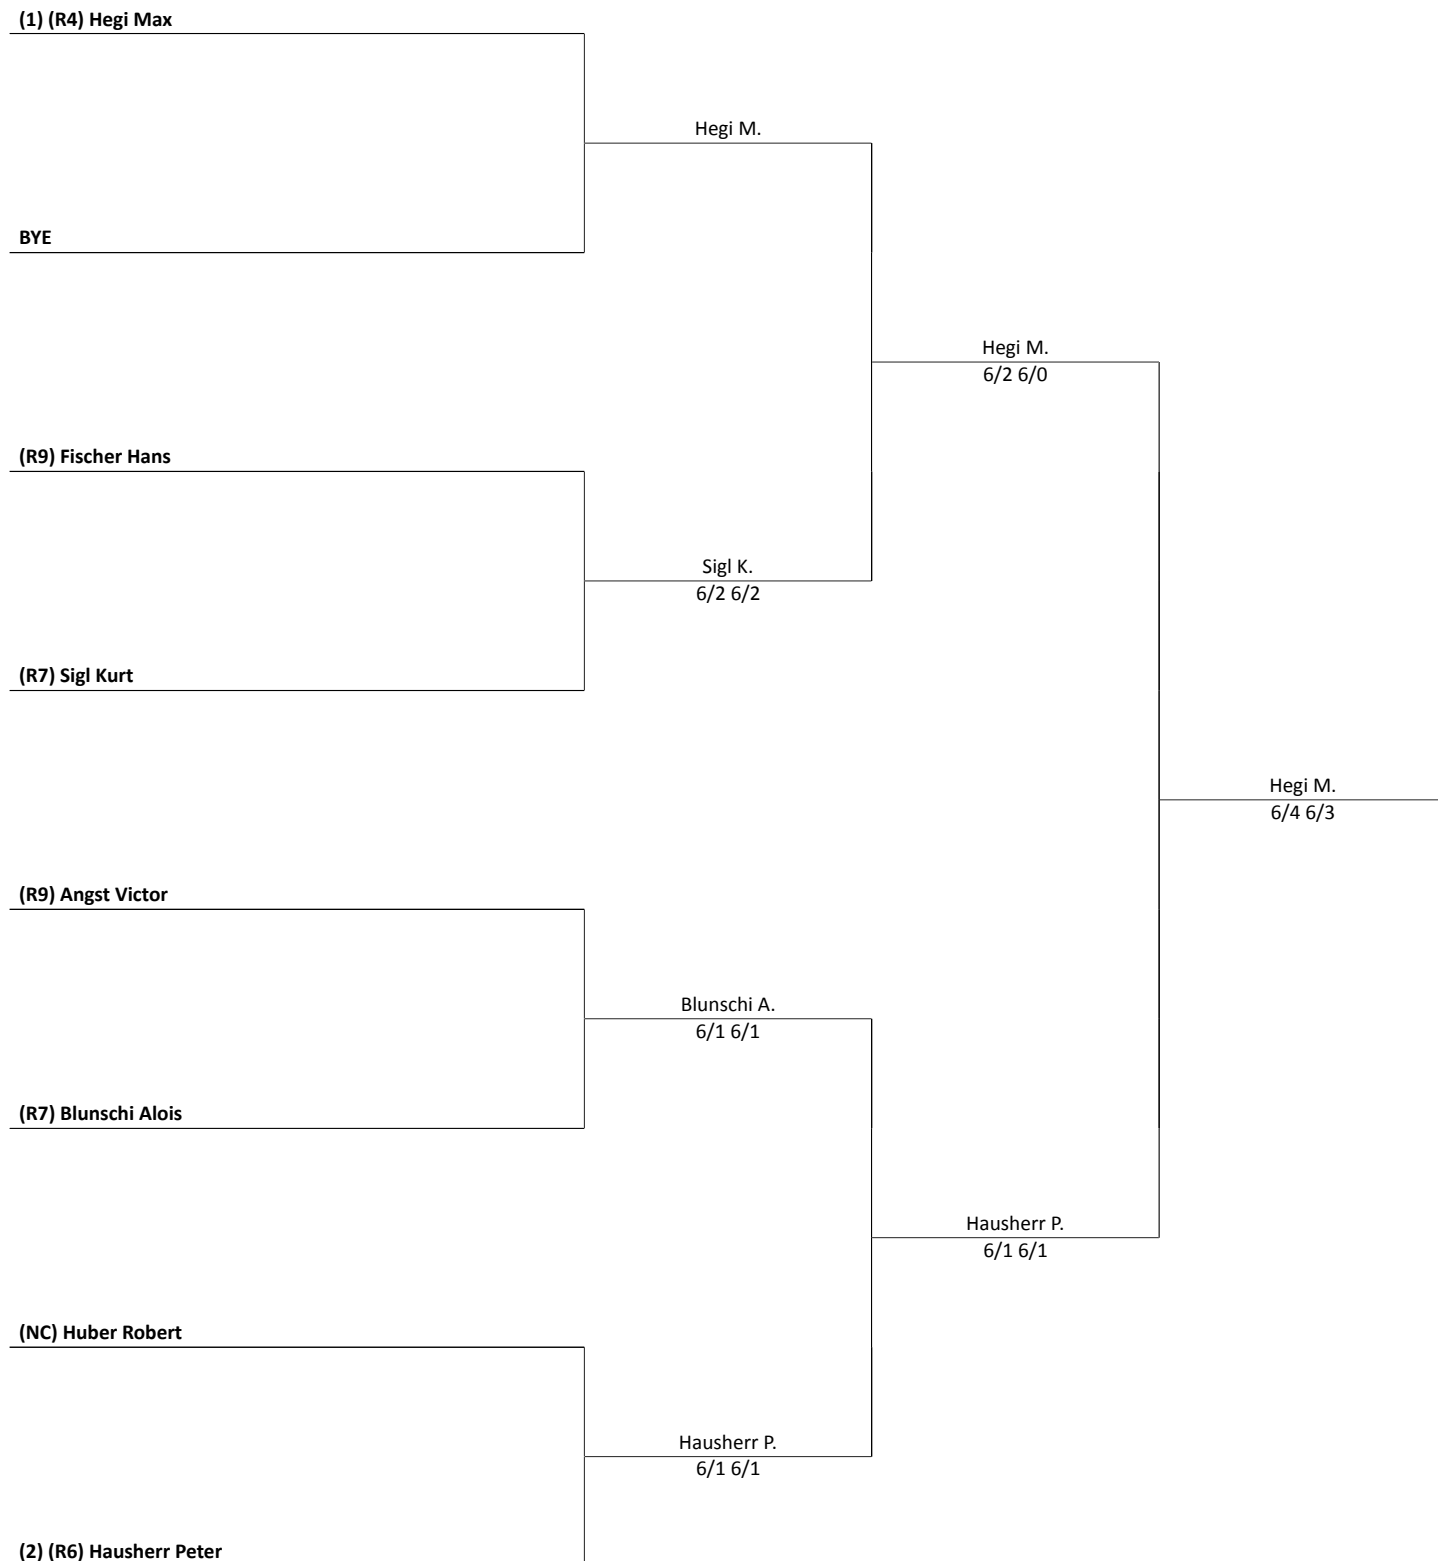 (1) (R4) Hegi Max
Hegi M.
BYE
Hegi M.
6/2 6/0
(R9) Fischer Hans
Sigl K.
6/2 6/2
(R7) Sigl Kurt
Hegi M.
6/4 6/3
(R9) Angst Victor
Blunschi A.
6/1 6/1
(R7) Blunschi Alois
Hausherr P.
6/1 6/1
(NC) Huber Robert
Hausherr P.
6/1 6/1
(2) (R6) Hausherr Peter